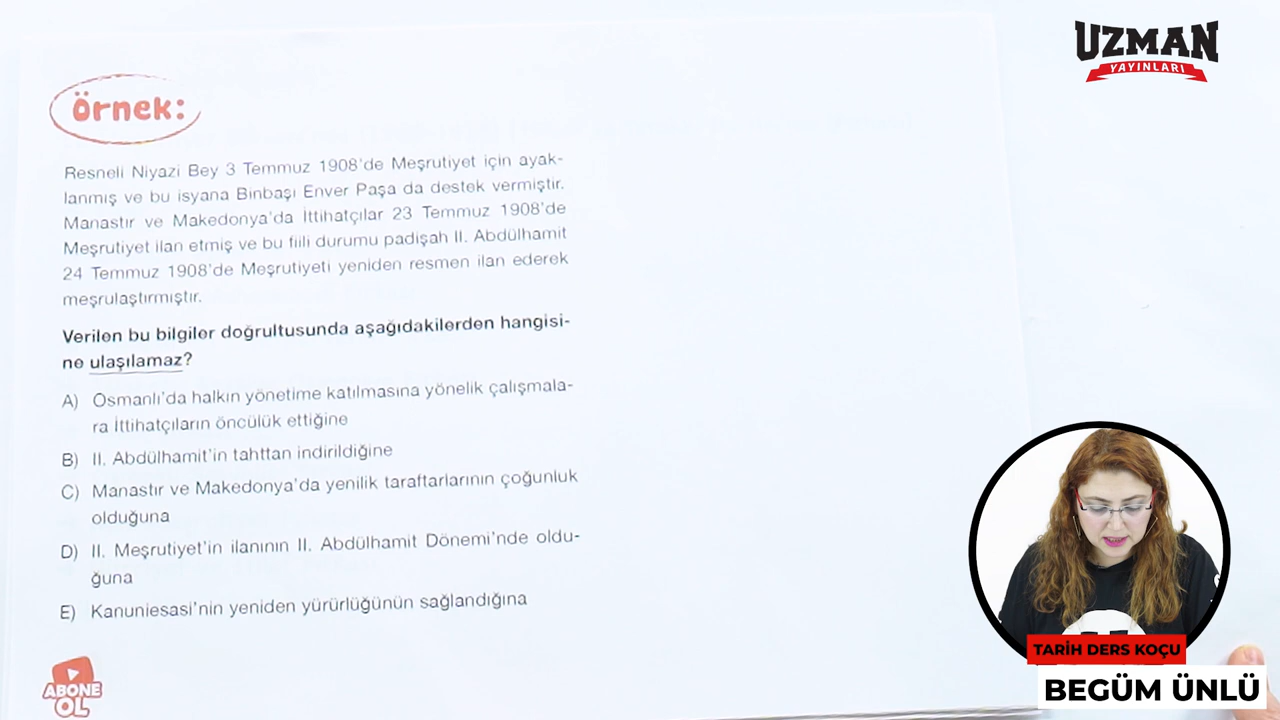 UZMAN
YAYINLARI
Örnek:
Resneli Niyazi Bey 3 Temmuz 1908'de Meşrutiyet için ayak-
lanmış ve bu isyana Binbaşı Enver Paşa da destek vermiştir.
Manastır ve Makedonya'da İttihatçılar 23 Temmuz 1908'de
Meşrutiyet ilan etmiş ve bu fiili durumu padişah II. Abdülhamit
24 Temmuz 1908'de Meşrutiyeti yeniden resmen ilan ederek
meşrulaştırmıştır.
Verilen bu bilgiler doğrultusunda aşağıdakilerden hangisi-
ne ulaşılamaz?
A) Osmanlı'da halkın yönetime katılmasına yönelik çalışmala-
ra İttihatçıların öncülük ettiğine
B) II. Abdülhamit'in tahttan indirildiğine
C) Manastır ve Makedonya'da yenilik taraftarlarının çoğunluk
olduğuna
D) II. Meşrutiyet'in ilanının II. Abdülhamit Dönemi'nde oldu-
ğuna
E) Kanuniesasi'nin yeniden yürürlüğünün sağlandığına
ABONE
OL
TARİH DERS KOÇU
BEGÜM ÜNLÜ